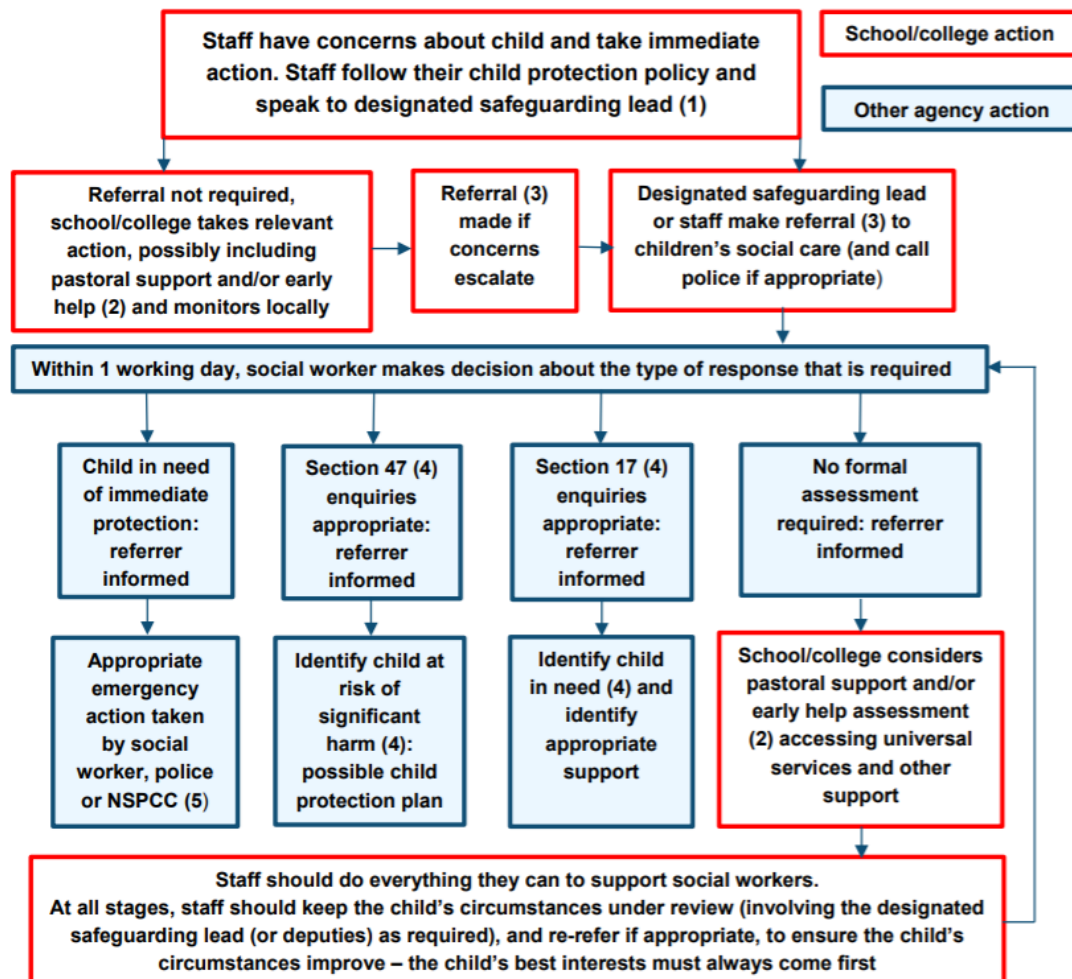 Staff have concerns about child and take immediate
action. Staff follow their child protection policy and
speak to designated safeguarding lead (1)
School/college action
Other agency action
Referral not required,
school/college takes relevant
action, possibly including
pastoral support and/or early
help (2) and monitors locally
Referral (3)
made if
concerns
escalate
Designated safeguarding lead
or staff make referral (3) to
children’s social care (and call
police if appropriate)
Within 1 working day, social worker makes decision about the type of response that is required
Child in need
of immediate
protection:
referrer
informed
Section 47 (4)
enquiries
appropriate:
referrer
informed
Section 17 (4)
enquiries
appropriate:
referrer
informed
No formal
assessment
required: referrer
informed
Appropriate
emergency
action taken
by social
worker, police
or NSPCC (5)
Identify child at
risk of
significant
harm (4):
possible child
protection plan
Identify child
in need (4) and
identify
appropriate
support
School/college considers
pastoral support and/or
early help assessment
(2) accessing universal
services and other
support
Staff should do everything they can to support social workers.
At all stages, staff should keep the child’s circumstances under review (involving the designated
safeguarding lead (or deputies) as required), and re-refer if appropriate, to ensure the child’s
circumstances improve – the child’s best interests must always come first